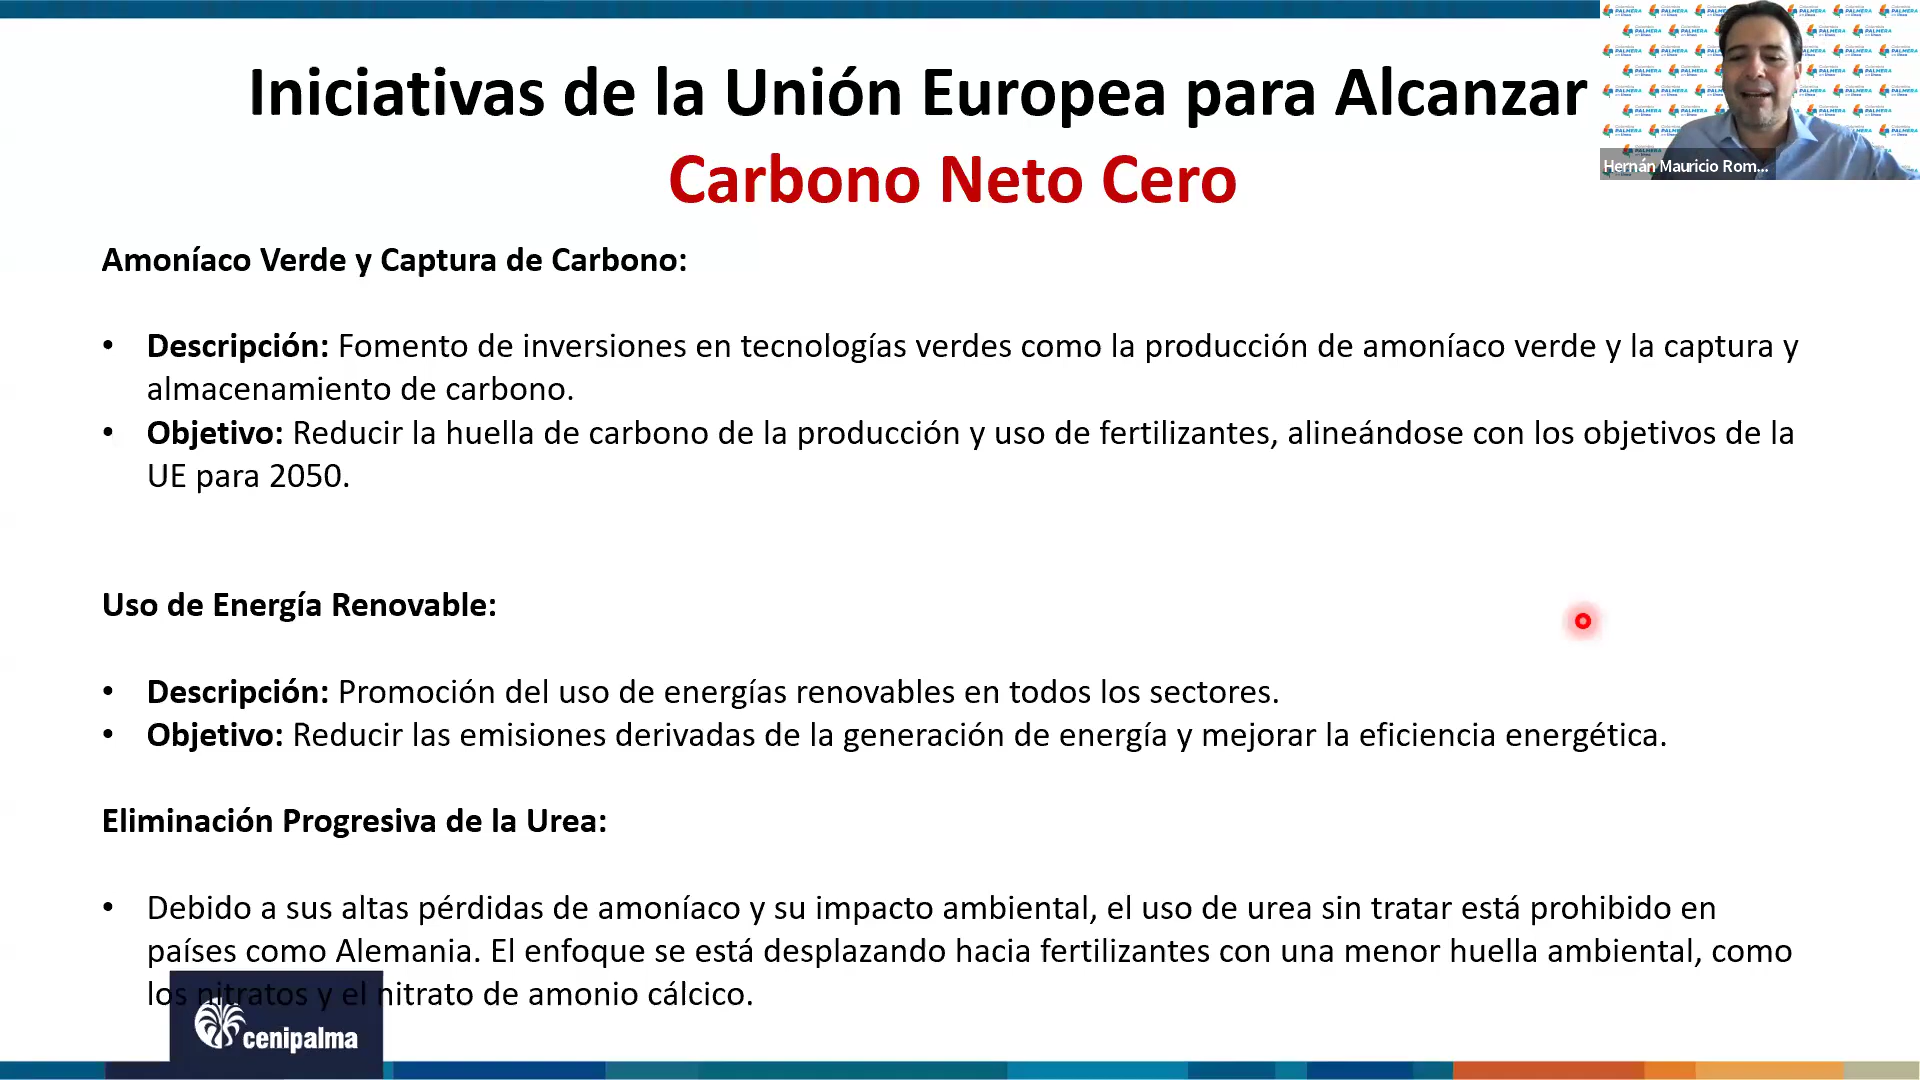 Iniciativas de la Unión Europea para Alcanzar
Carbono Neto Cero
Hernán Mauricio Rom...
Amoníaco Verde y Captura de Carbono:
• Descripción: Fomento de inversiones en tecnologías verdes como la producción de amoníaco verde y la captura y
almacenamiento de carbono.
• Objetivo: Reducir la huella de carbono de la producción y uso de fertilizantes, alineándose con los objetivos de la
UE para 2050.
Uso de Energía Renovable:
• Descripción: Promoción del uso de energías renovables en todos los sectores.
• Objetivo: Reducir las emisiones derivadas de la generación de energía y mejorar la eficiencia energética.
Eliminación Progresiva de la Urea:
• Debido a sus altas pérdidas de amoníaco y su impacto ambiental, el uso de urea sin tratar está prohibido en
países como Alemania. El enfoque se está desplazando hacia fertilizantes con una menor huella ambiental, como
los nitratos y el nitrato de amonio cálcico.
cenipalma